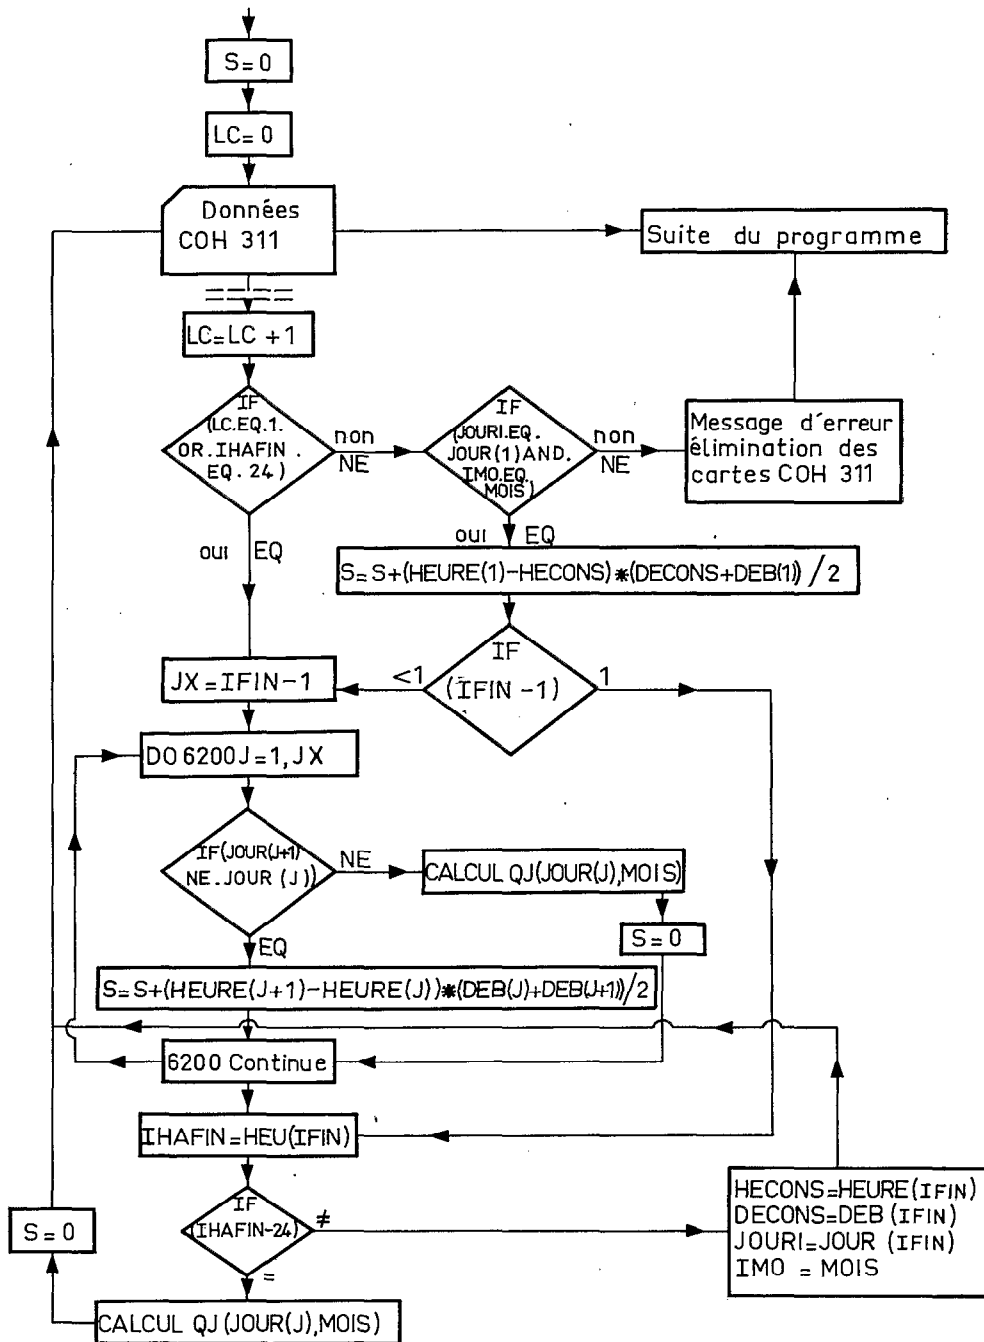 S=0
LC=0
Données
COH 311
Suite du programme
LC=LC +1
IF
(LC.EQ.1.
OR.IHAFIN.
EQ.24)
non
NE
IF
(JOURI.EQ.
JOUR(1)AND.
IMO.EQ.
MOIS)
non
NE
Message d'erreur
élimination des
cartes COH 311
oui EQ
oui EQ
S=S+(HEURE(1)-HECONS)*(DECONS+DEB(1))/2
JX=IFIN-1
<1
IF
(IFIN-1)
1
DO 6200J=1,JX
IF(JOUR(J+1)
NE.JOUR(J))
NE
CALCUL QJ(JOUR(J),MOIS)
S=0
EQ
S=S+(HEURE(J+1)-HEURE(J))*(DEB(J)+DEB(J+1))/2
6200 Continue
IHAFIN=HEU(IFIN)
IF
(IHAFIN-24)
≠
HECONS=HEURE(IFIN)
DECONS=DEB(IFIN)
JOURI=JOUR (IFIN)
IMO = MOIS
S=0
=
CALCUL QJ(JOUR(J),MOIS)